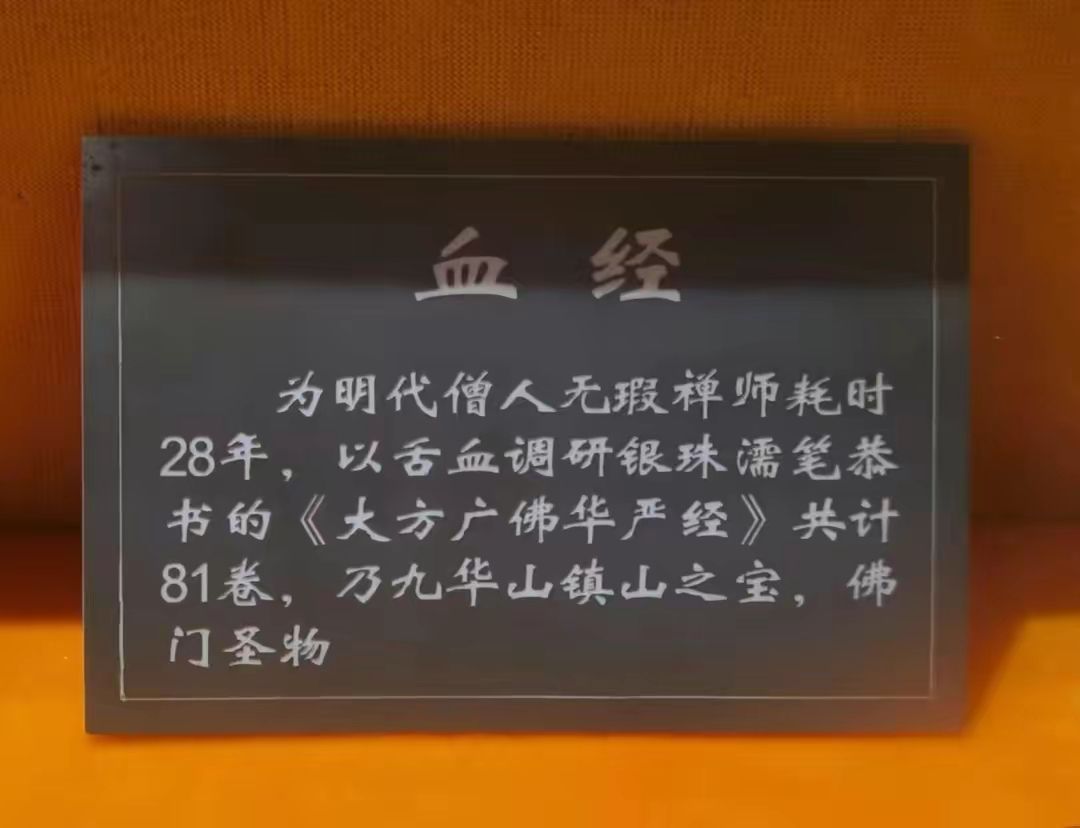 血 经
为明代僧人无瑕禅师耗时
28年，以舌血调研银珠濡笔恭
书的《大方广佛华严经》共计
81卷，乃九华山镇山之宝，佛
门圣物